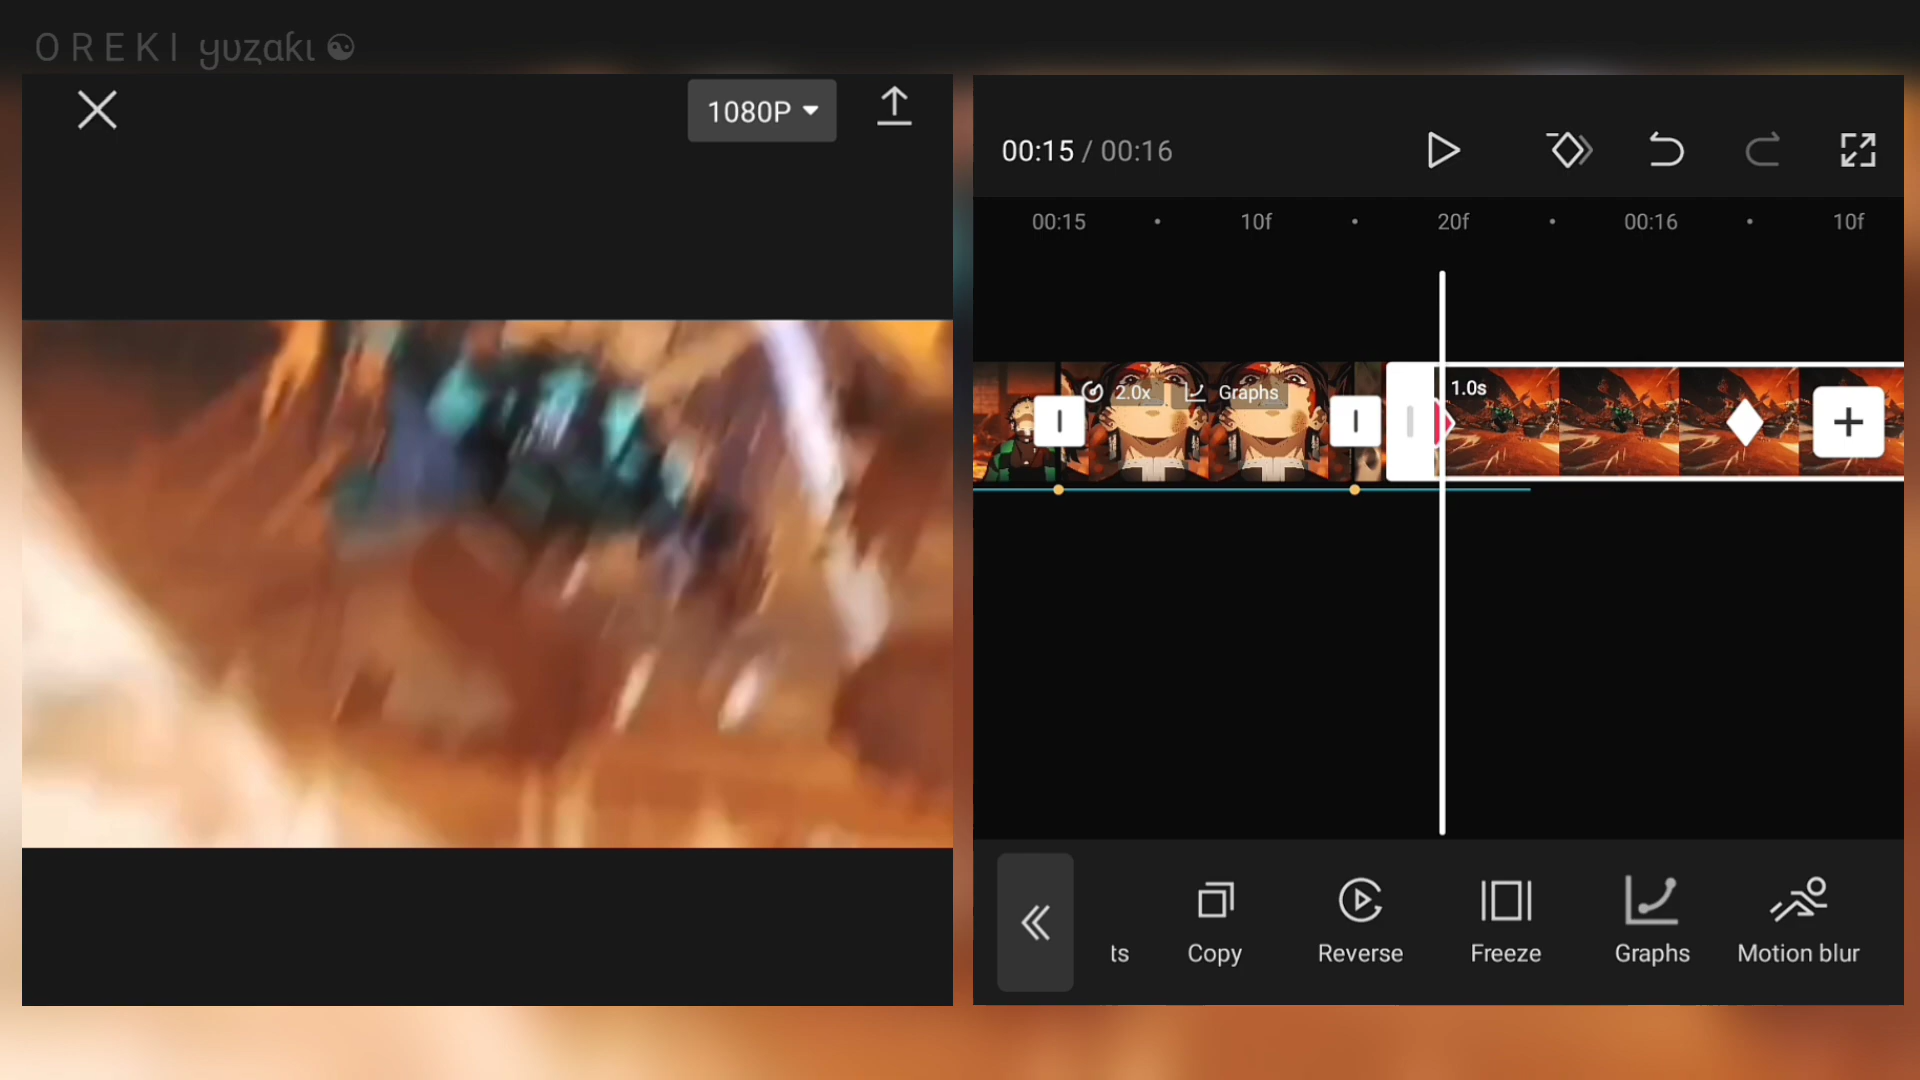 OREKI yuzakı ☯
1080P
00:15 / 00:16
00:15 10f 20f 00:16 10f
2.0x Graphs 1.0s
ts Copy Reverse Freeze Graphs Motion blur